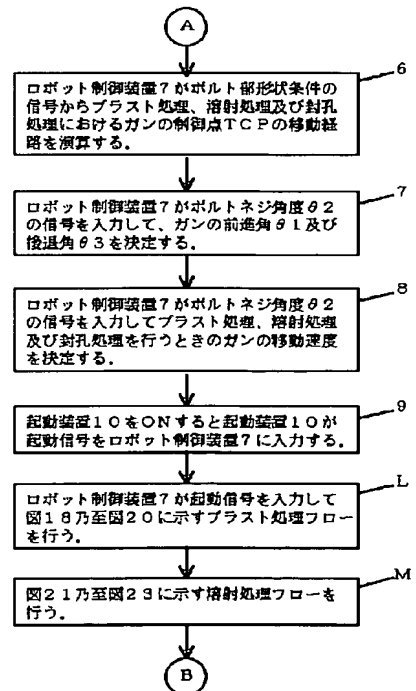 A
6
ロボット制御装置7がボルト部形状条件の
信号からブラスト処理、溶射処理及び封孔
処理におけるガンの制御点TCPの移動経
路を演算する。
7
ロボット制御装置7がボルトネジ角度θ2
の信号を入力して、ガンの前進角θ1及び
後退角θ3を決定する。
8
ロボット制御装置7がボルトネジ角度θ2
の信号を入力してブラスト処理、溶射処理
及び封孔処理を行うときのガンの移動速度
を決定する。
9
起動装置10をONすると起動装置10が
起動信号をロボット制御装置7に入力する。
L
ロボット制御装置7が起動信号を入力して
図18乃至図20に示すブラスト処理フロー
を行う。
M
図21乃至図23に示す溶射処理フローを
行う。
B